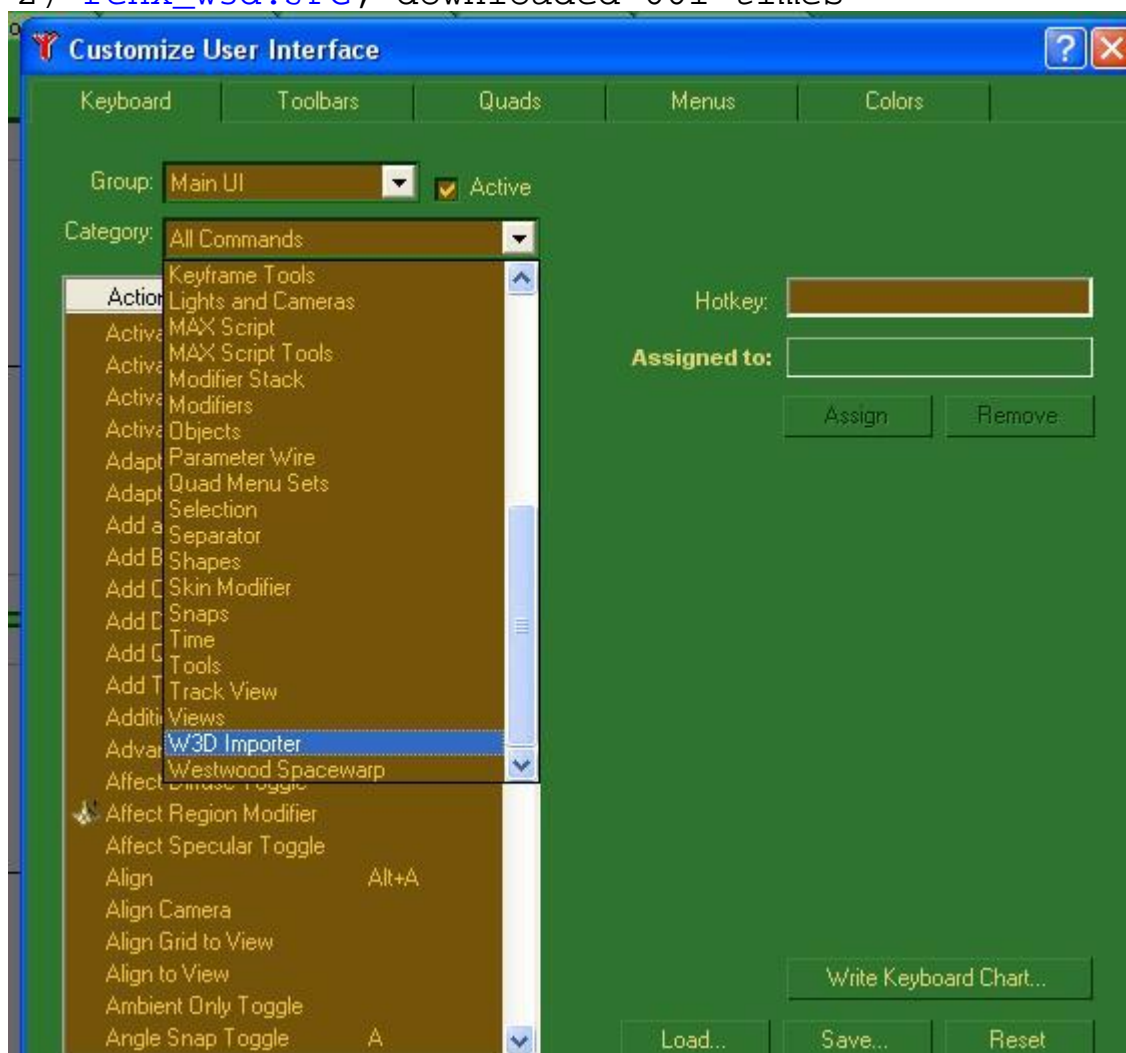 Customize User Interface
Keyboard Toolbars Quads Menus Colors
Group: Main UI Active
Category: All Commands
Keyframe Tools
Lights and Cameras
MAX Script
MAX Script Tools
Modifier Stack
Modifiers
Objects
Parameter Wire
Quad Menu Sets
Selection
Separator
Shapes
Skin Modifier
Snaps
Time
Tools
Track View
Views
W3D Importer
Westwood Spacewarp
Affect Region Modifier
Affect Specular Toggle
Align Alt+A
Align Camera
Align Grid to View
Align to View
Ambient Only Toggle
Angle Snap Toggle A
Hotkey:
Assigned to:
Assign Remove
Write Keyboard Chart...
Load... Save... Reset